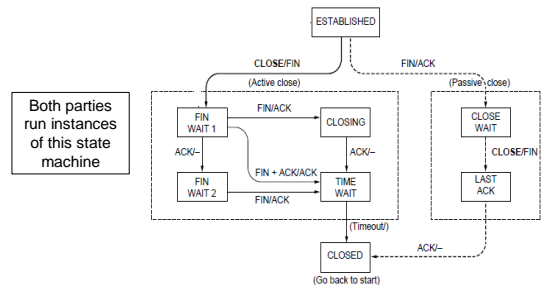 ESTABLISHED
CLOSE/FIN
FIN/ACK
(Active close)
(Passive close)
Both parties
run instances
of this state
machine
FIN
WAIT 1
FIN/ACK
CLOSING
CLOSE
WAIT
ACK/–
ACK/–
CLOSE/FIN
FIN + ACK/ACK
FIN
WAIT 2
FIN/ACK
TIME
WAIT
LAST
ACK
(Timeout/)
CLOSED
ACK/–
(Go back to start)